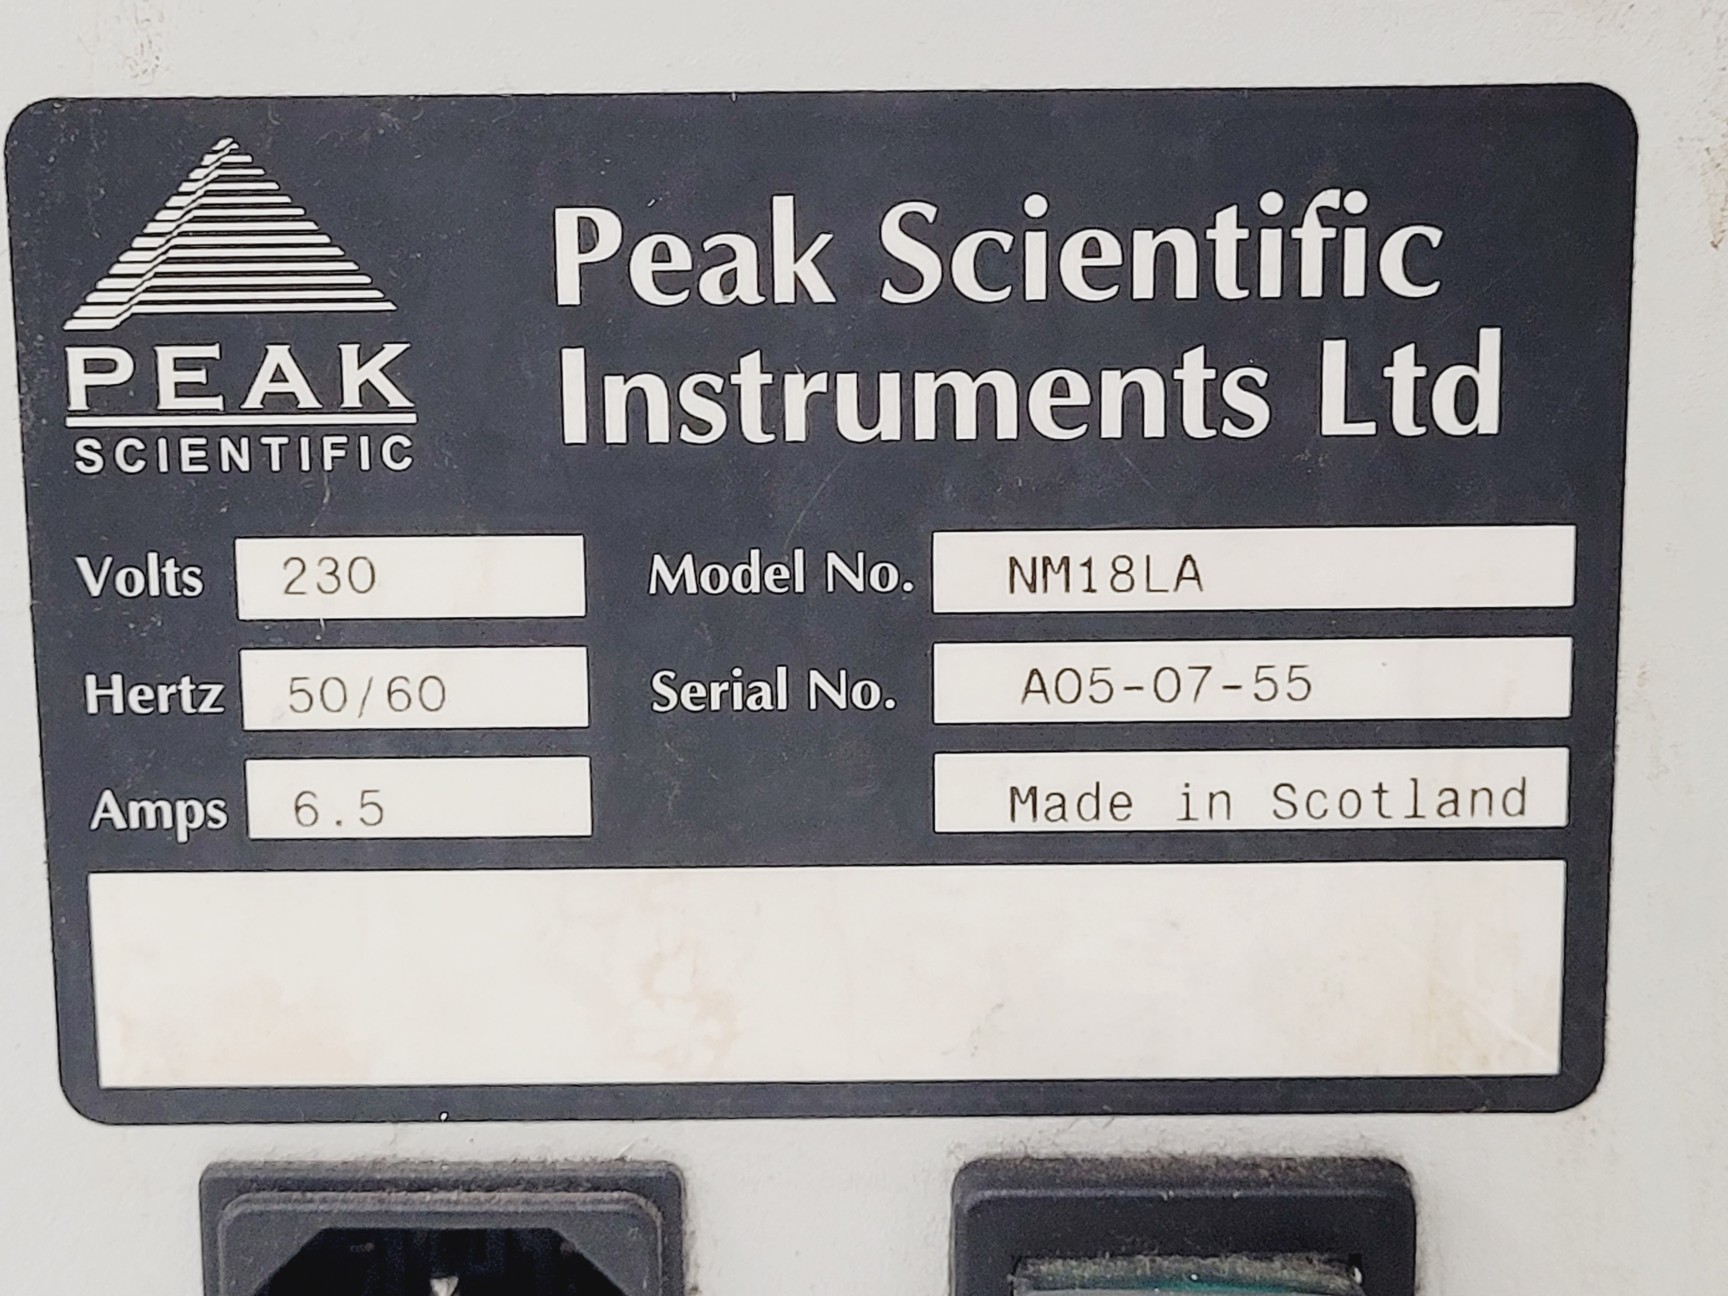 PEAK
SCIENTIFIC
Peak Scientific
Instruments Ltd
Volts 230
Model No. NM18LA
Hertz 50/60
Serial No. A05-07-55
Amps 6.5
Made in Scotland